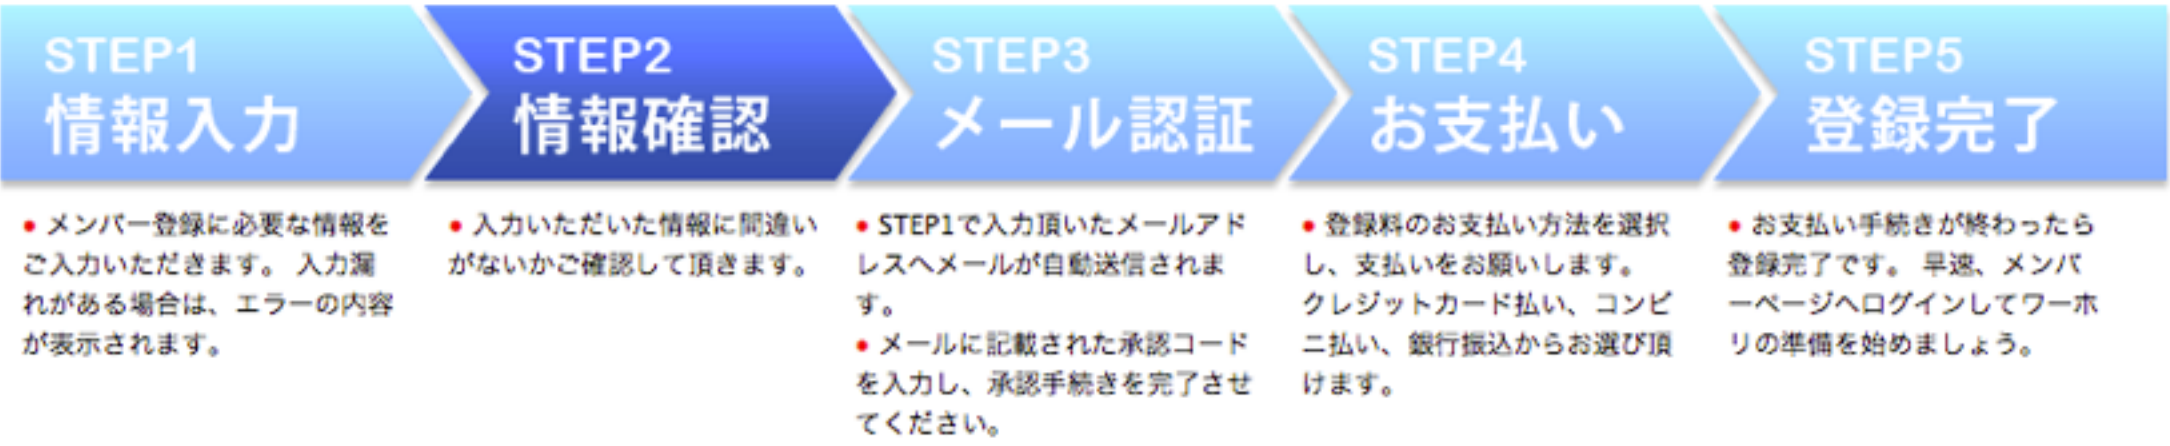 STEP1
情報入力
• メンバー登録に必要な情報を
ご入力いただきます。 入力漏
れがある場合は、エラーの内容
が表示されます。
STEP2
情報確認
• 入力いただいた情報に間違い
がないかご確認して頂きます。
STEP3
メール認証
• STEP1で入力頂いたメールアド
レスへメールが自動送信されま
す。
• メールに記載された承認コード
を入力し、承認手続きを完了させ
てください。
STEP4
お支払い
• 登録料のお支払い方法を選択
し、支払いをお願いします。
クレジットカード払い、コンビ
ニ払い、銀行振込からお選び頂
けます。
STEP5
登録完了
• お支払い手続きが終わったら
登録完了です。 早速、メンバ
ーページへログインしてワーホ
リの準備を始めましょう。